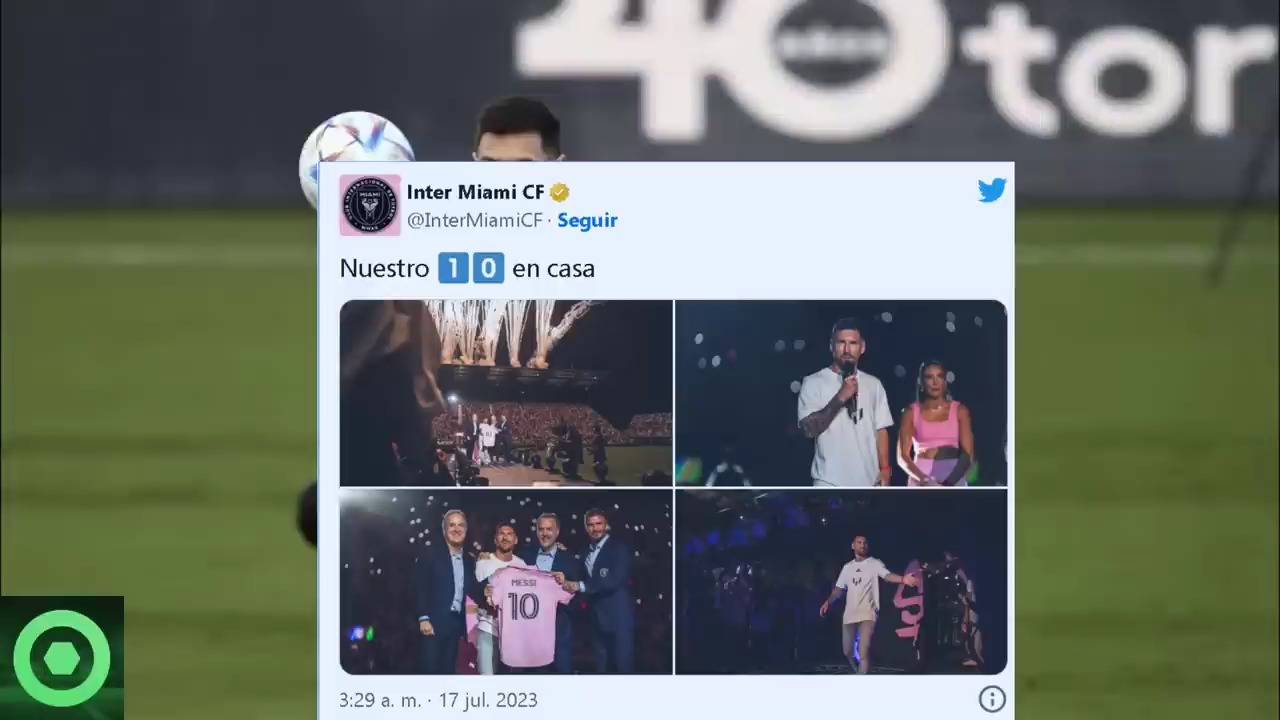 40 tor
Inter Miami CF
@InterMiamiCF · Seguir
Nuestro 1 0 en casa
MIAMI
MESSI
10
3:29 a. m. · 17 jul. 2023